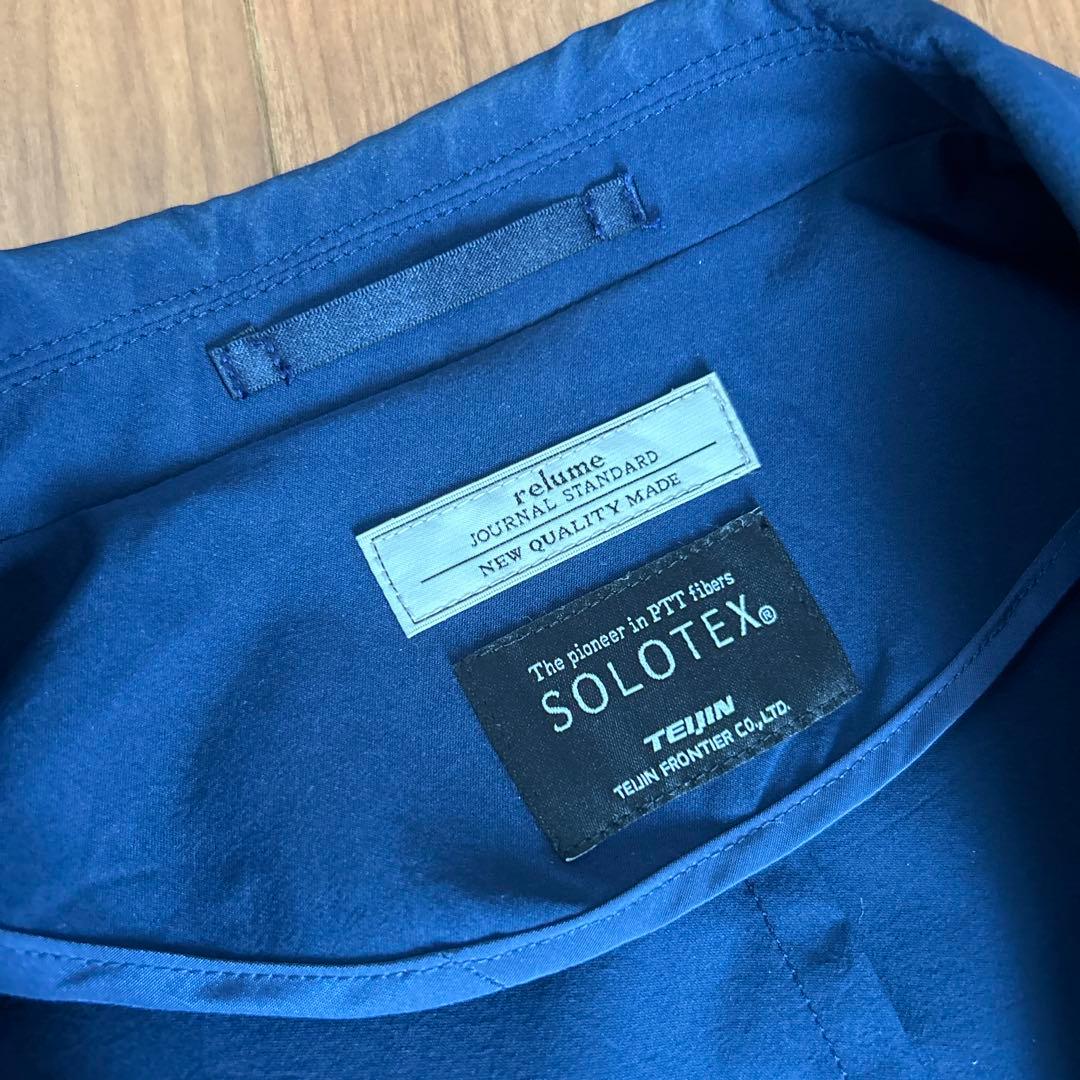 relume
JOURNAL STANDARD
NEW QUALITY MADE
The pioneer in PTT fibers
SOLOTEX®
TEIJIN
TEIJIN FRONTIER CO.,LTD.